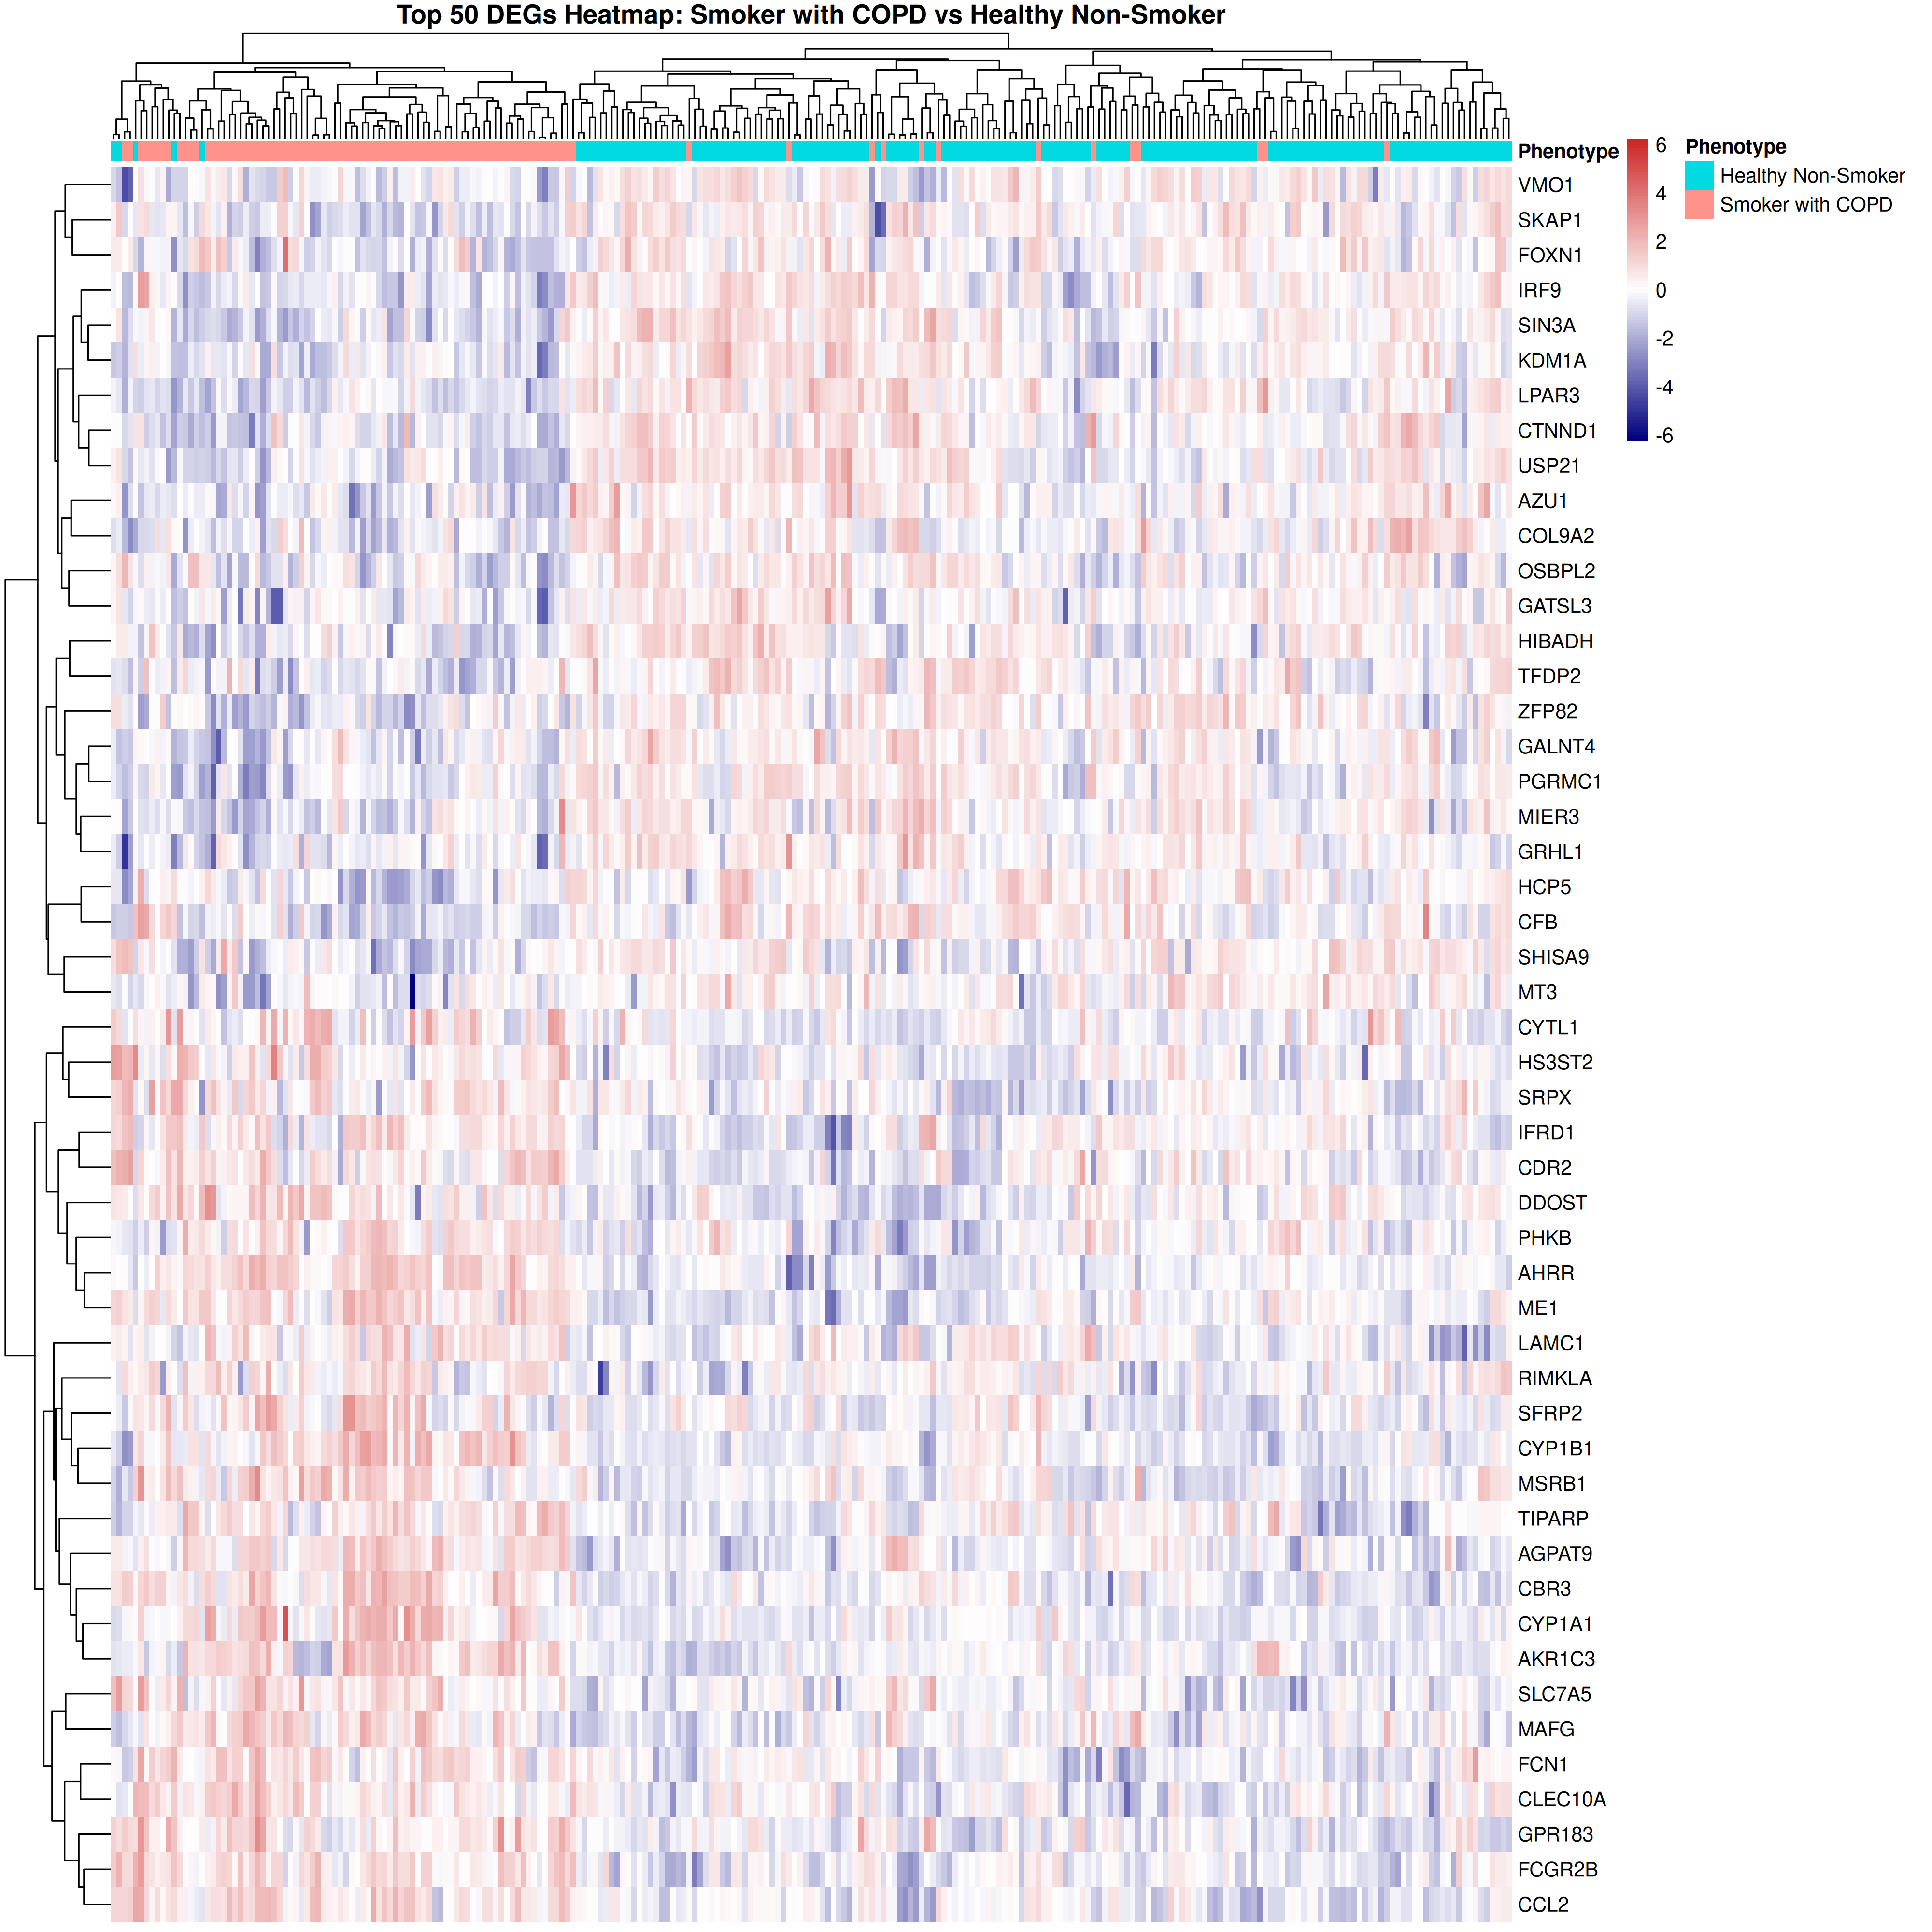 Top 50 DEGs Heatmap: Smoker with COPD vs Healthy Non-Smoker
Phenotype
6
4
2
0
-2
-4
-6
Phenotype
Healthy Non-Smoker
Smoker with COPD
VMO1
SKAP1
FOXN1
IRF9
SIN3A
KDM1A
LPAR3
CTNND1
USP21
AZU1
COL9A2
OSBPL2
GATSL3
HIBADH
TFDP2
ZFP82
GALNT4
PGRMC1
MIER3
GRHL1
HCP5
CFB
SHISA9
MT3
CYTL1
HS3ST2
SRPX
IFRD1
CDR2
DDOST
PHKB
AHRR
ME1
LAMC1
RIMKLA
SFRP2
CYP1B1
MSRB1
TIPARP
AGPAT9
CBR3
CYP1A1
AKR1C3
SLC7A5
MAFG
FCN1
CLEC10A
GPR183
FCGR2B
CCL2